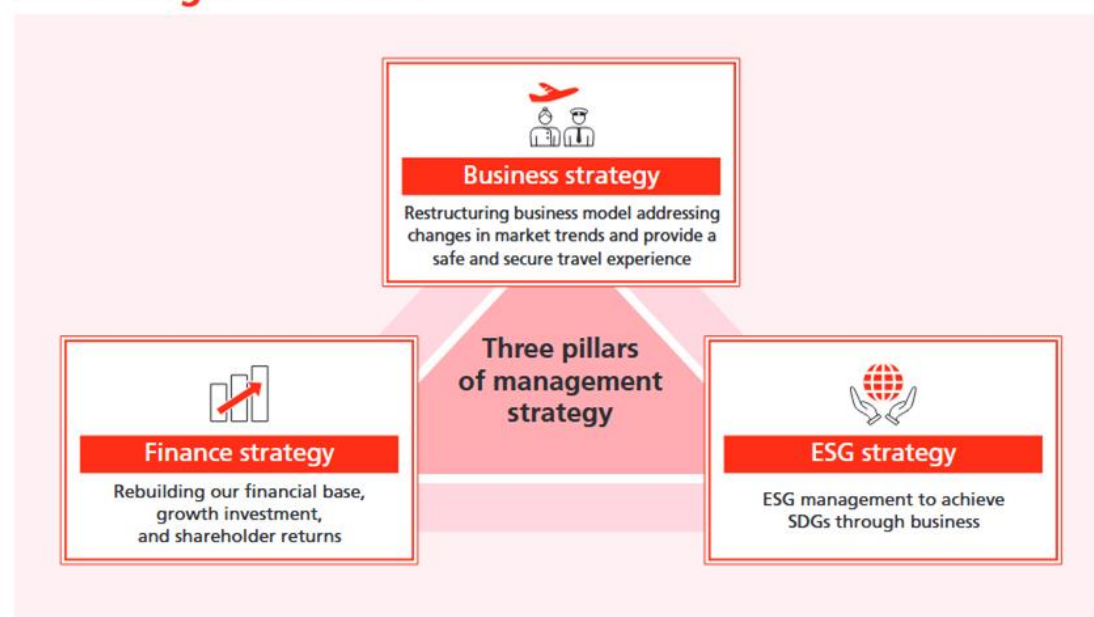 Business strategy
Restructuring business model addressing
changes in market trends and provide a
safe and secure travel experience
Three pillars
of management
strategy
Finance strategy
Rebuilding our financial base,
growth investment,
and shareholder returns
ESG strategy
ESG management to achieve
SDGs through business